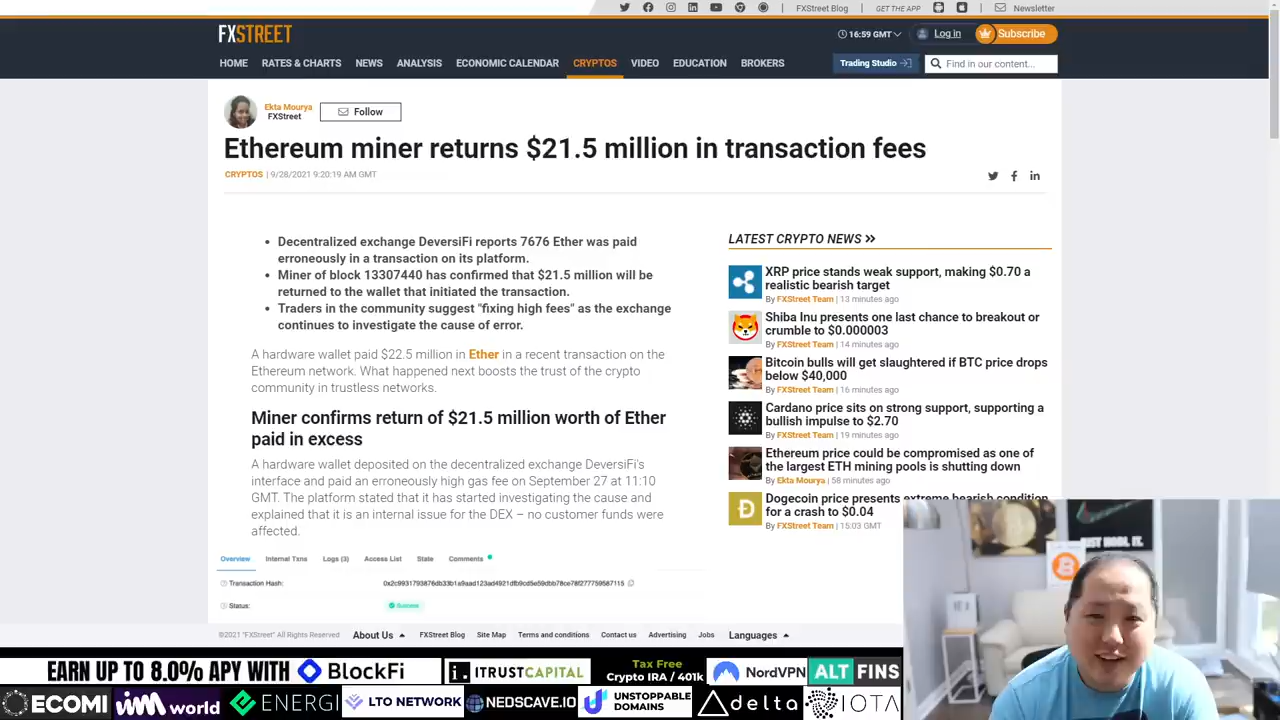 FXStreet Blog
GET THE APP
Newsletter
FXSTREET
16:59 GMT
Log in
Subscribe
HOME
RATES & CHARTS
NEWS
ANALYSIS
ECONOMIC CALENDAR
CRYPTOS
VIDEO
EDUCATION
BROKERS
Trading Studio
Find in our content...
Ekta Mourya
FXStreet
Follow
Ethereum miner returns $21.5 million in transaction fees
CRYPTOS | 9/28/2021 9:20:19 AM GMT
Decentralized exchange DeversiFi reports 7676 Ether was paid
erroneously in a transaction on its platform.
Miner of block 13307440 has confirmed that $21.5 million will be
returned to the wallet that initiated the transaction.
Traders in the community suggest "fixing high fees" as the exchange
continues to investigate the cause of error.
A hardware wallet paid $22.5 million in Ether in a recent transaction on the
Ethereum network. What happened next boosts the trust of the crypto
community in trustless networks.
Miner confirms return of $21.5 million worth of Ether
paid in excess
A hardware wallet deposited on the decentralized exchange DeversiFi's
interface and paid an erroneously high gas fee on September 27 at 11:10
GMT. The platform stated that it has started investigating the cause and
explained that it is an internal issue for the DEX – no customer funds were
affected.
Overview
Internal Txns
Logs (3)
Access List
State
Comments
Transaction Hash:
Status:
Success
LATEST CRYPTO NEWS
XRP price stands weak support, making $0.70 a
realistic bearish target
By FXStreet Team | 13 minutes ago
Shiba Inu presents one last chance to breakout or
crumble to $0.000003
By FXStreet Team | 14 minutes ago
Bitcoin bulls will get slaughtered if BTC price drops
below $40,000
By FXStreet Team | 16 minutes ago
Cardano price sits on strong support, supporting a
bullish impulse to $2.70
By FXStreet Team | 19 minutes ago
Ethereum price could be compromised as one of
the largest ETH mining pools is shutting down
By Ekta Mourya | 58 minutes ago
Dogecoin price presents extreme bearish condition
for a crash to $0.04
By FXStreet Team | 15:03 GMT
©2021 "FXStreet" All Rights Reserved
About Us
FXStreet Blog
Site Map
Terms and conditions
Contact us
Advertising
Jobs
Languages
EARN UP TO 8.0% APY WITH BlockFi
ITRUSTCAPITAL
Tax Free
Crypto IRA / 401k
NordVPN
ALT FINS
ECOMI
world
ENERGI
LTO NETWORK
NEDSCAVE.IO
UNSTOPPABLE
DOMAINS
delta
IOTA